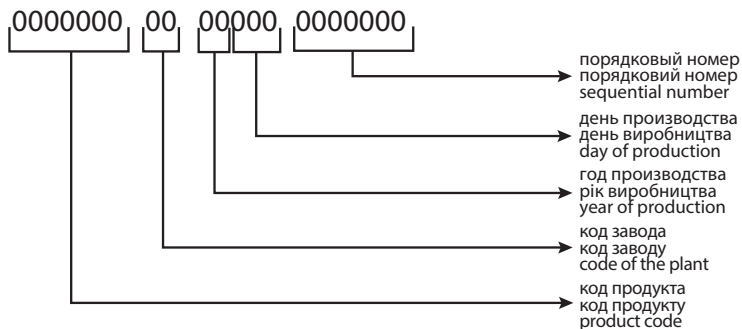 0000000 00 00000 0000000
порядковый номер
порядковий номер
sequential number
день производства
день виробництва
day of production
год производства
рік виробництва
year of production
код завода
код заводу
code of the plant
код продукта
код продукту
product code